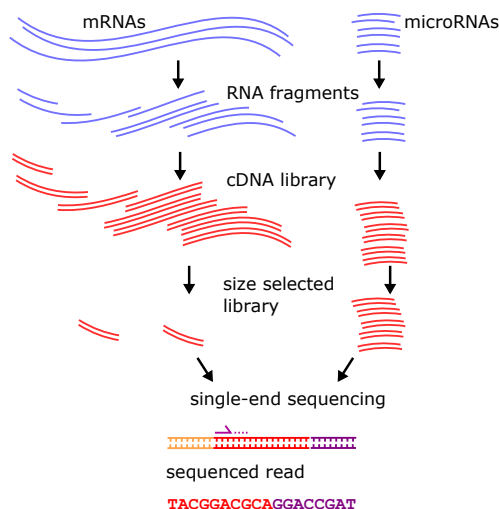 mRNAs
microRNAs
RNA fragments
cDNA library
size selected
library
single-end sequencing
sequenced read
TACGGACGCAGGACCGAT